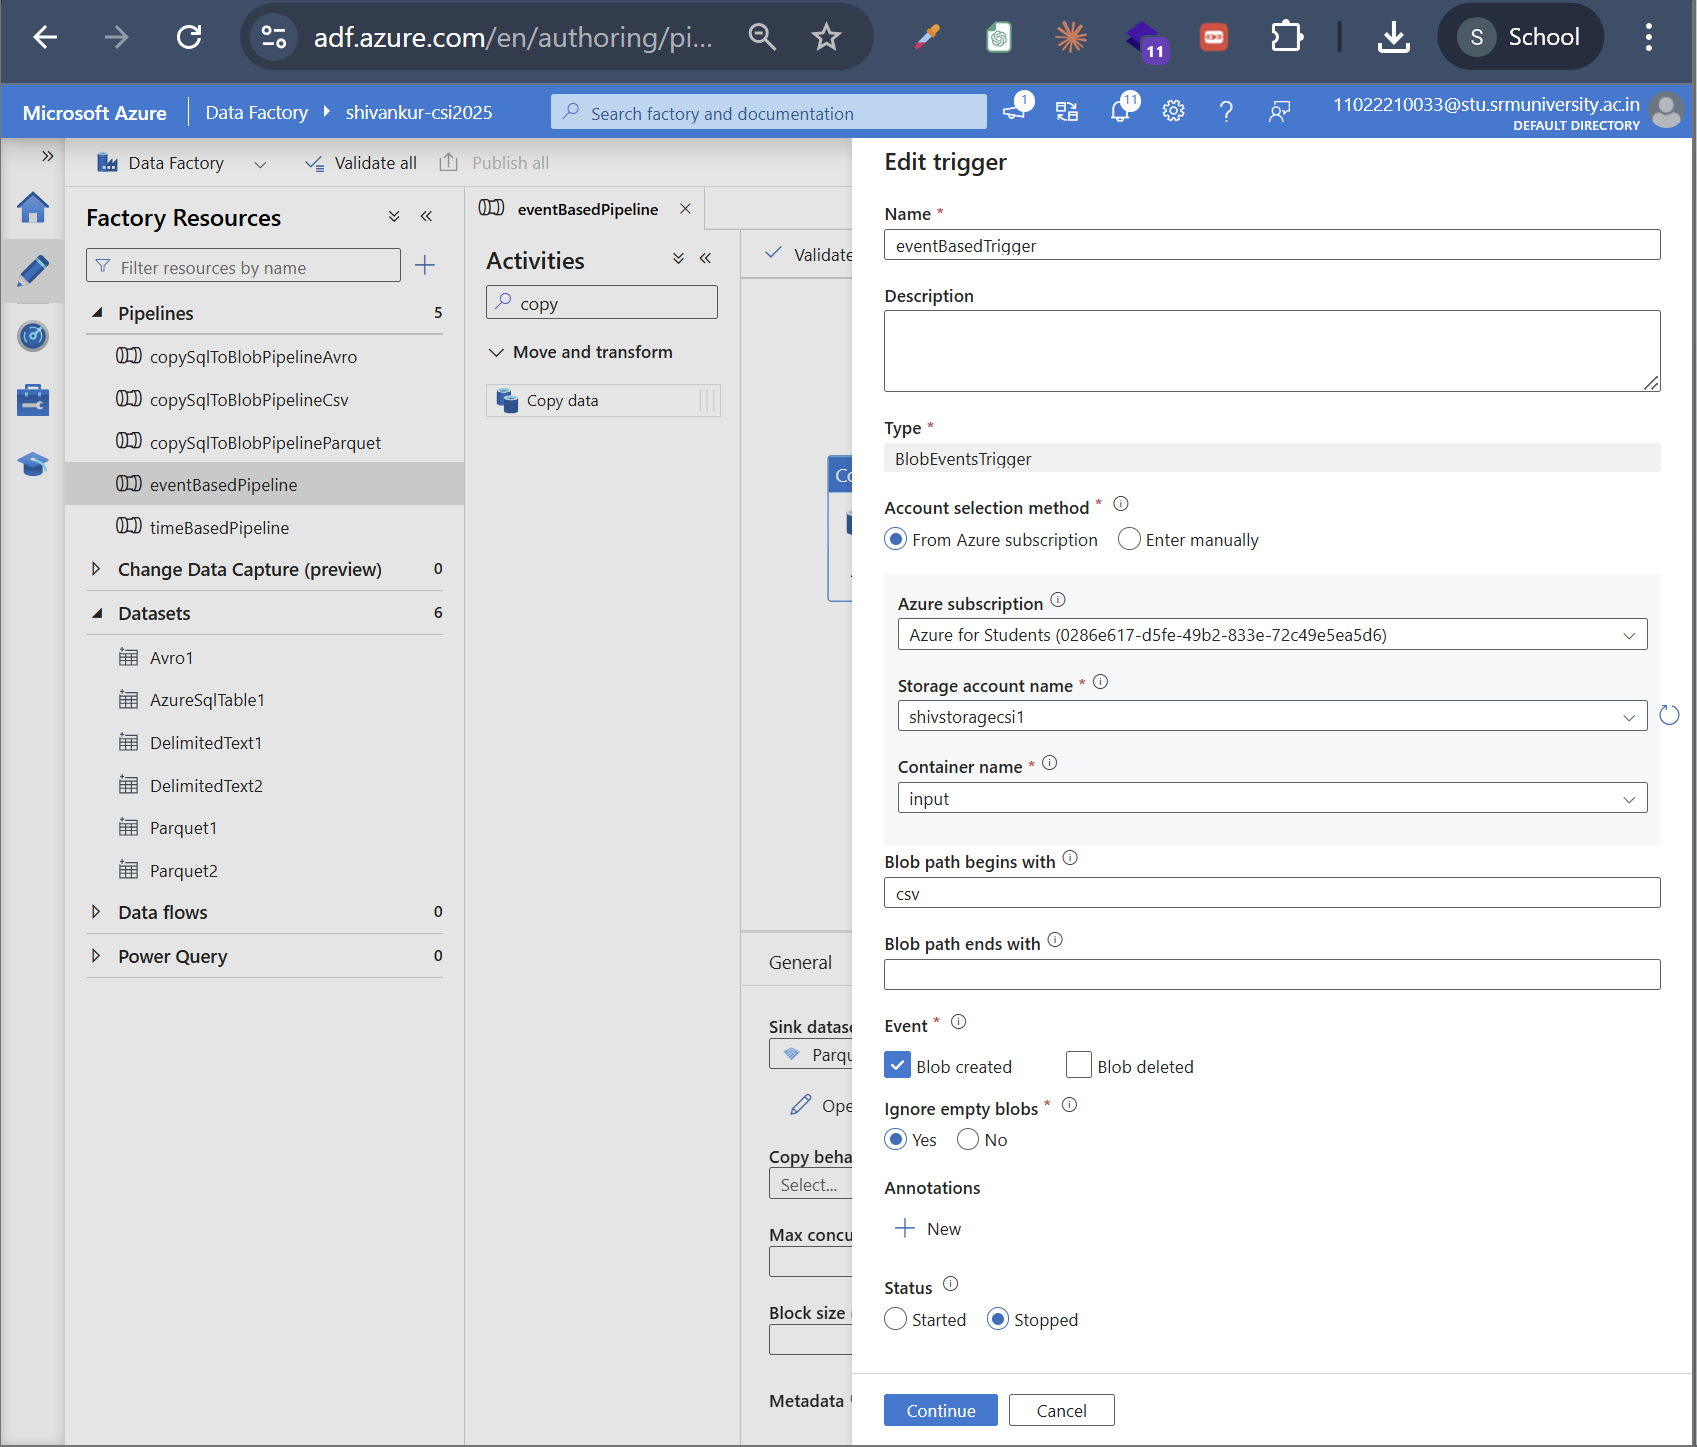 adf.azure.com/en/authoring/pi...
11
S School
Microsoft Azure
Data Factory
shivankur-csi2025
Search factory and documentation
1
11
11022210033@stu.srmuniversity.ac.in
DEFAULT DIRECTORY
Data Factory
Validate all
Publish all
Factory Resources
Filter resources by name
Pipelines 5
copySqlToBlobPipelineAvro
copySqlToBlobPipelineCsv
copySqlToBlobPipelineParquet
eventBasedPipeline
timeBasedPipeline
Change Data Capture (preview) 0
Datasets 6
Avro1
AzureSqlTable1
DelimitedText1
DelimitedText2
Parquet1
Parquet2
Data flows 0
Power Query 0
eventBasedPipeline
Activities
copy
Move and transform
Copy data
Validate
Co
General
Sink datase
Parqu
Ope
Copy beha
Select...
Max concu
Block size
Metadata
Edit trigger
Name *
eventBasedTrigger
Description
Type *
BlobEventsTrigger
Account selection method *
From Azure subscription Enter manually
Azure subscription
Azure for Students (0286e617-d5fe-49b2-833e-72c49e5ea5d6)
Storage account name *
shivstoragecsi1
Container name *
input
Blob path begins with
csv
Blob path ends with
Event *
Blob created Blob deleted
Ignore empty blobs *
Yes No
Annotations
New
Status
Started Stopped
Continue Cancel